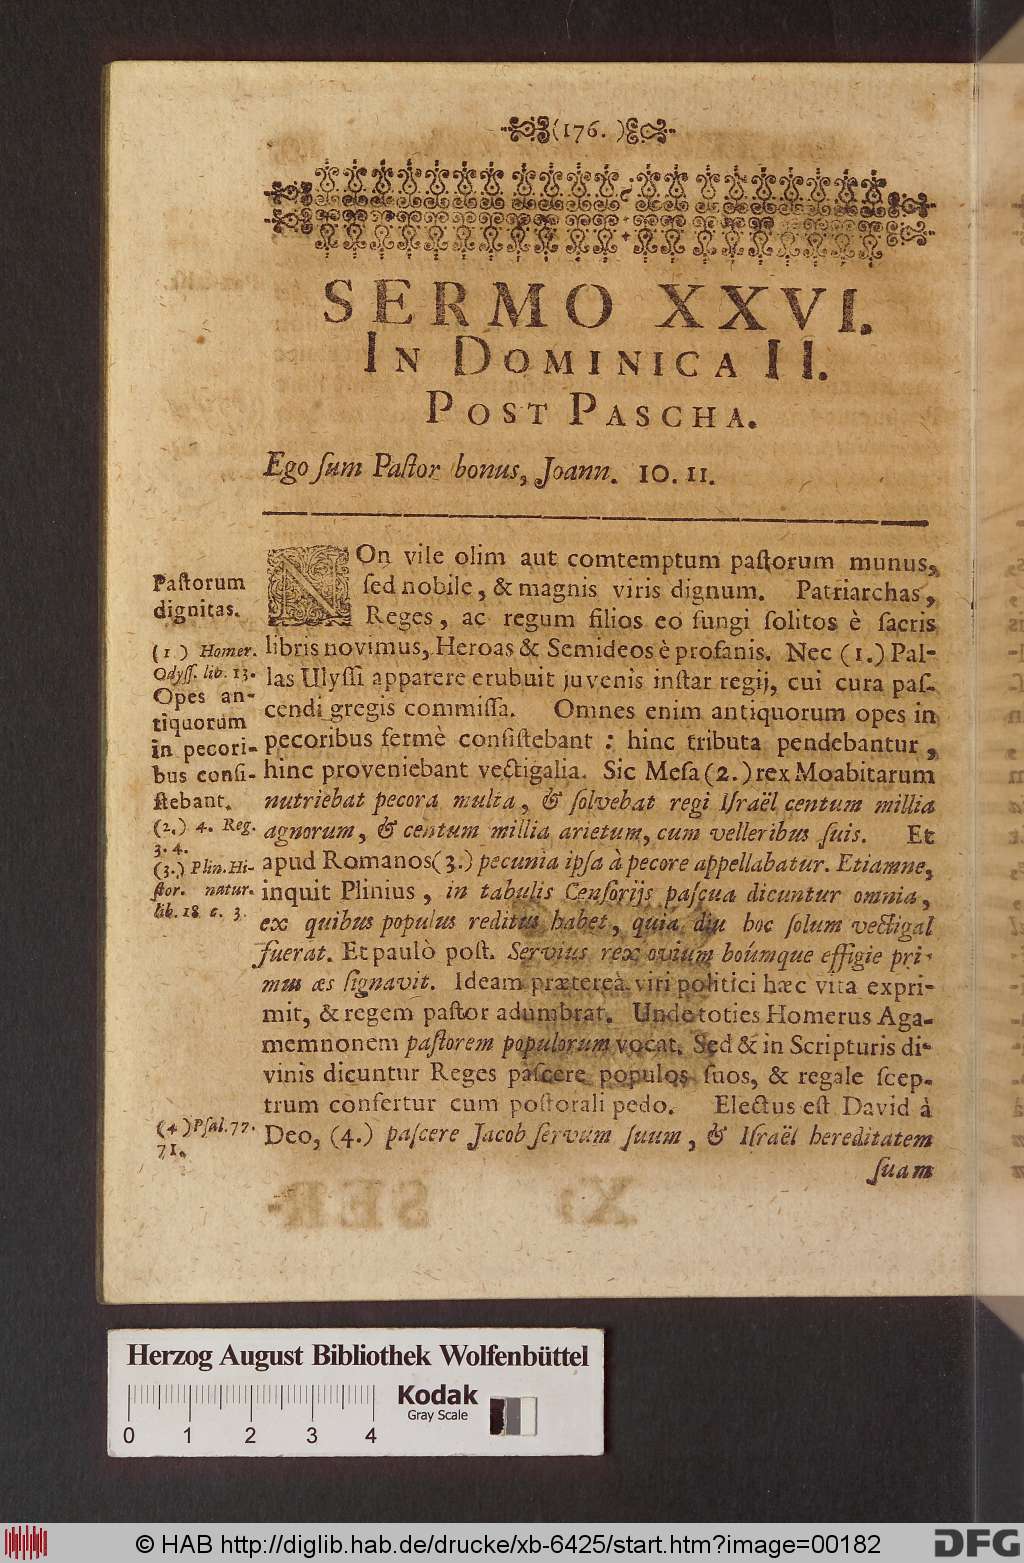 (176.)
SERMO XXVI.
IN DOMINICA II.
POST PASCHA.
Ego ſum Paſtor bonus, Joann. 10. 11.
NOn vile olim aut comtemptum paſtorum munus,
ſed nobile, & magnis viris dignum. Patriarchas,
Reges, ac regum filios eo fungi ſolitos è ſacris
libris novimus, Heroas & Semideos è profanis. Nec (1.) Pal-
las Ulyſſi apparere erubuit juvenis inſtar regij, cui cura paſ-
cendi gregis commiſſa. Omnes enim antiquorum opes in
pecoribus fermè conſiſtebant : hinc tributa pendebantur,
hinc proveniebant vectigalia. Sic Meſa (2.) rex Moabitarum
nutriebat pecora multa, & ſolvebat regi Iſraël centum millia
agnorum, & centum millia arietum, cum velleribus ſuis. Et
apud Romanos (3.) pecunia ipſa à pecore appellabatur. Etiamne,
inquit Plinius, in tabulis Cenſorijs paſcua dicuntur omnia,
ex quibus populus reditus habet, quia diu hoc ſolum vectigal
fuerat. Et paulò poſt. Servius rex ovium boúmque effigie pri-
mus æs ſignavit. Ideam prætereà viri politici hæc vita expri-
mit, & regem paſtor adumbrat. Unde toties Homerus Aga-
memnonem paſtorem populorum vocat. Sed & in Scripturis di-
vinis dicuntur Reges paſcere populos ſuos, & regale ſcep-
trum confertur cum poſtorali pedo. Electus eſt David à
Deo, (4.) paſcere Jacob ſervum ſuum, & Iſraël hereditatem
ſuam
Paſtorum
dignitas.
(1.) Homer.
Odyſſ. lib. 13.
Opes an-
tiquorum
in pecori-
bus conſi-
ſtebant.
(2.) 4. Reg.
3. 4.
(3.) Plin. Hi-
ſtor. natur.
lib. 18 c. 3.
(4) Pſal. 77.
71.
Herzog August Bibliothek Wolfenbüttel
Kodak
Gray Scale
0 1 2 3 4
© HAB http://diglib.hab.de/drucke/xb-6425/start.htm?image=00182
DFG